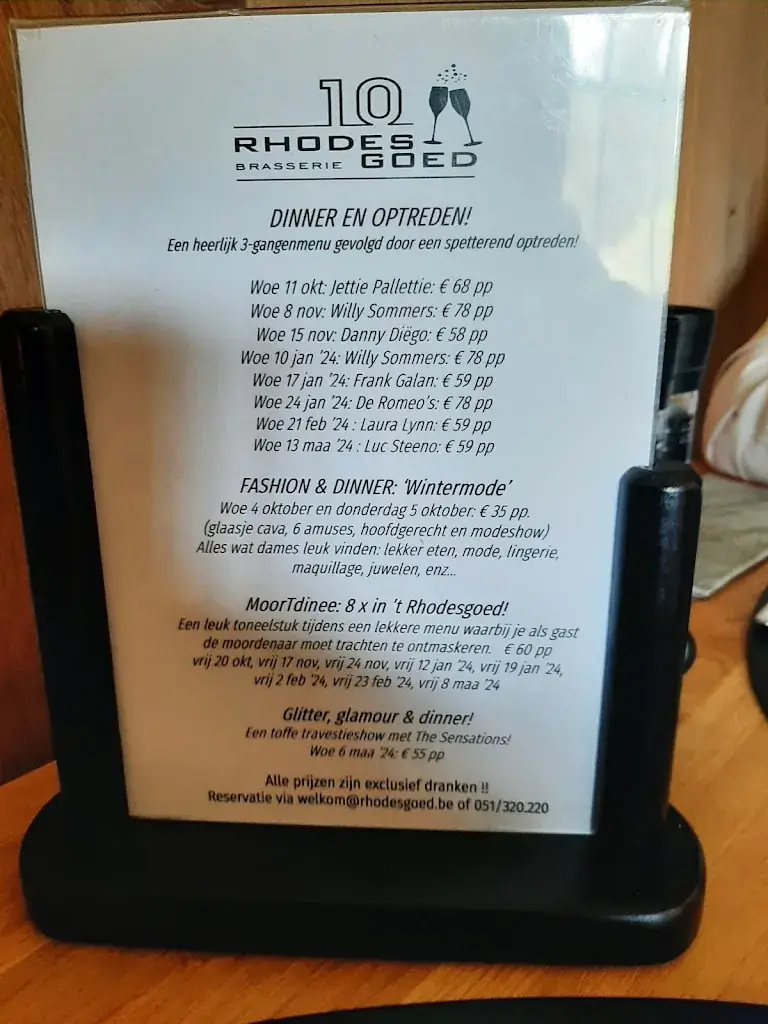 10
RHODES
BRASSERIE GOED
DINNER EN OPTREDEN!
Een heerlijk 3-gangenmenu gevolgd door een spetterend optreden!
Woe 11 okt: Jettie Pallettie: € 68 pp
Woe 8 nov: Willy Sommers: € 78 pp
Woe 15 nov: Danny Diëgo: € 58 pp
Woe 10 jan '24: Willy Sommers: € 78 pp
Woe 17 jan '24: Frank Galan: € 59 pp
Woe 24 jan '24: De Romeo's: € 78 pp
Woe 21 feb '24 : Laura Lynn: € 59 pp
Woe 13 maa '24 : Luc Steeno: € 59 pp
FASHION & DINNER: 'Wintermode'
Woe 4 oktober en donderdag 5 oktober: € 35 pp.
(glaasje cava, 6 amuses, hoofdgerecht en modeshow)
Alles wat dames leuk vinden: lekker eten, mode, lingerie,
maquillage, juwelen, enz...
MoorTdinee: 8 x in 't Rhodesgoed!
Een leuk toneelstuk tijdens een lekkere menu waarbij je als gast
de moordenaar moet trachten te ontmaskeren. € 60 pp
vrij 20 okt, vrij 17 nov, vrij 24 nov, vrij 12 jan '24, vrij 19 jan '24,
vrij 2 feb '24, vrij 23 feb '24, vrij 8 maa '24
Glitter, glamour & dinner!
Een toffe travestieshow met The Sensations!
Woe 6 maa '24: € 55 pp
Alle prijzen zijn exclusief dranken !!
Reservatie via welkom@rhodesgoed.be of 051/320.220